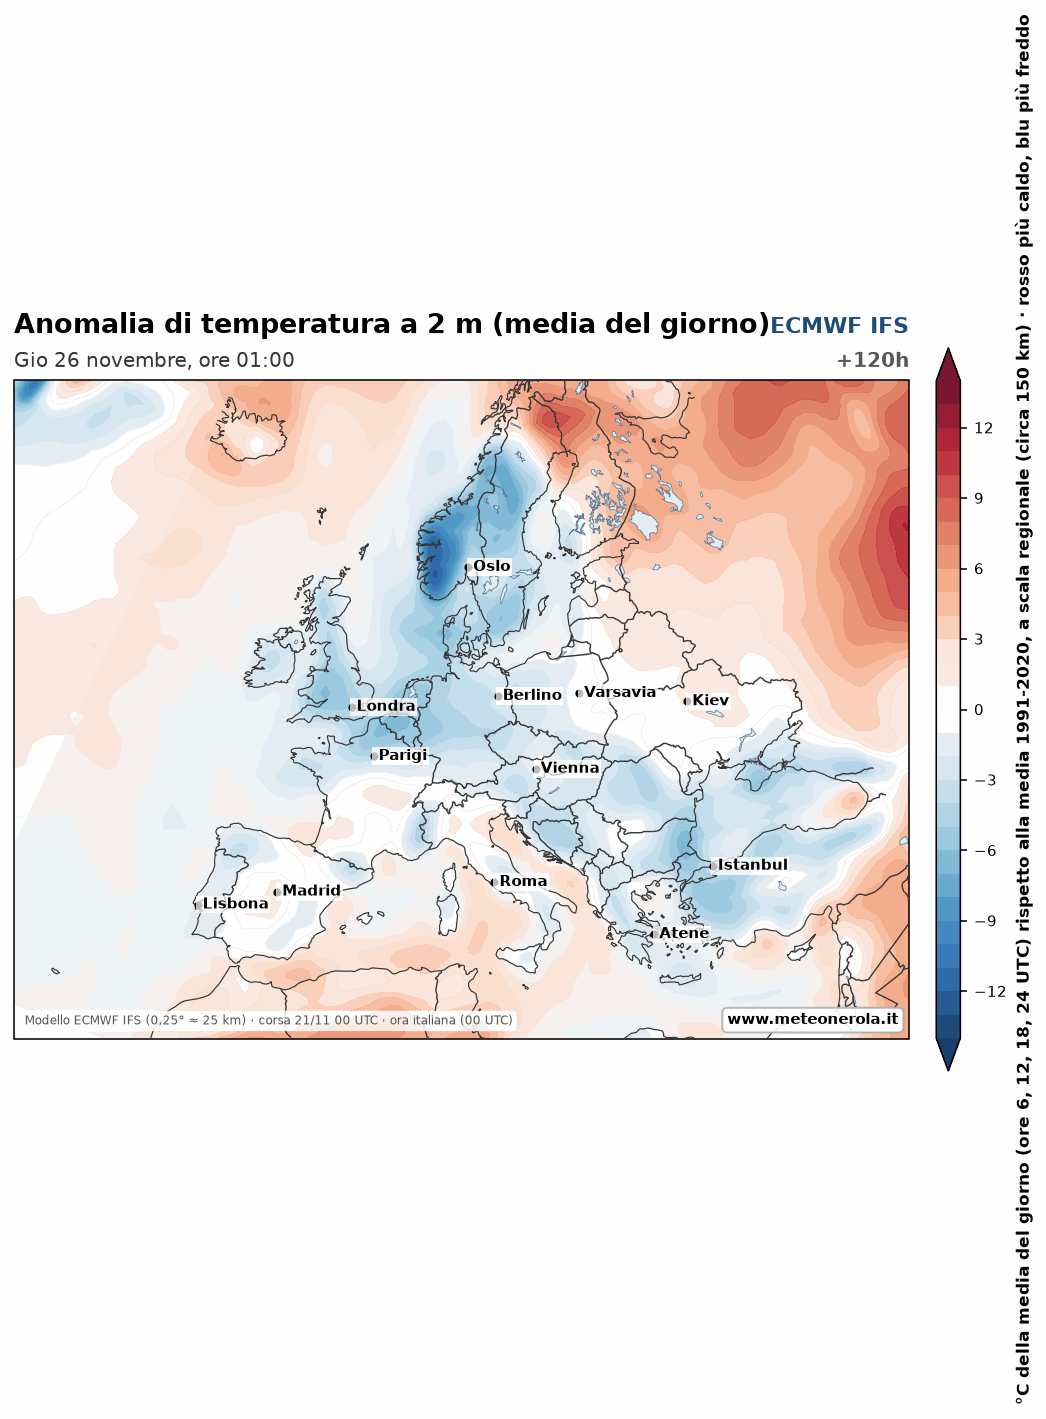 Anomalia di temperatura a 2 m (media del giorno)
ECMWF IFS
Gio 26 novembre, ore 01:00
+120h
Oslo
Londra
Berlino
Varsavia
Kiev
Parigi
Vienna
Istanbul
Roma
Madrid
Lisbona
Atene
Modello ECMWF IFS (0,25° ≈ 25 km) · corsa 21/11 00 UTC · ora italiana (00 UTC)
www.meteonerola.it
12
9
6
3
0
−3
−6
−9
−12
°C della media del giorno (ore 6, 12, 18, 24 UTC) rispetto alla media 1991-2020, a scala regionale (circa 150 km) · rosso più caldo, blu più freddo